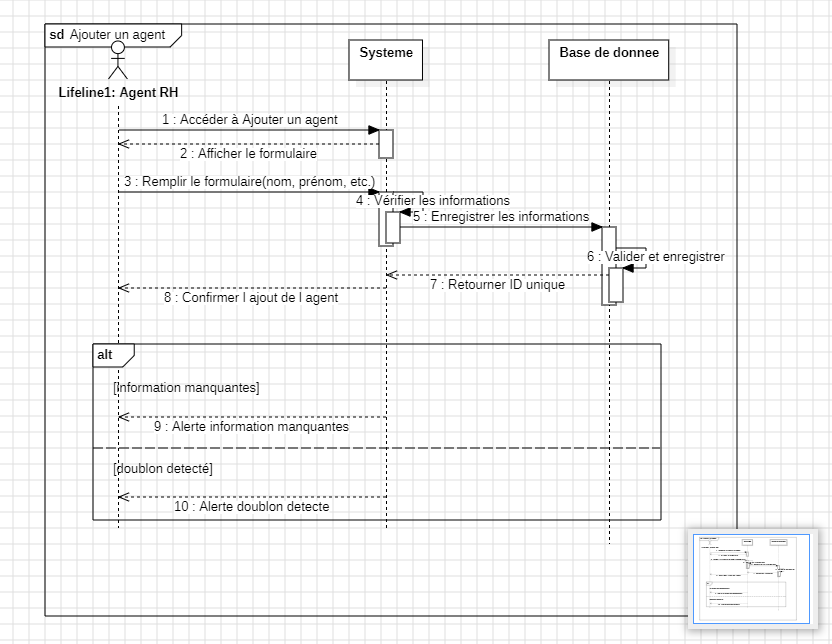 sd Ajouter un agent
Systeme
Base de donnee
Lifeline1: Agent RH
1 : Accéder à Ajouter un agent
2 : Afficher le formulaire
3 : Remplir le formulaire(nom, prénom, etc.)
4 : Vérifier les informations
5 : Enregistrer les informations
6 : Valider et enregistrer
7 : Retourner ID unique
8 : Confirmer l ajout de l agent
alt
[information manquantes]
9 : Alerte information manquantes
[doublon detecté]
10 : Alerte doublon detecte